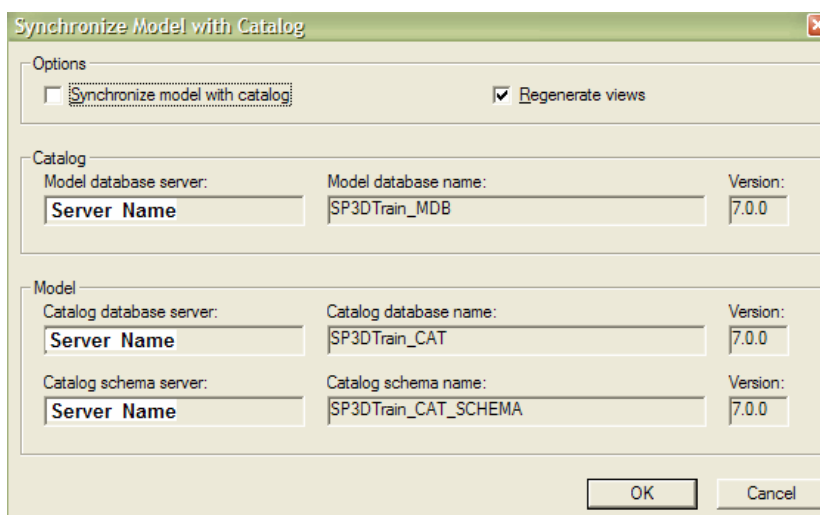 Synchronize Model with Catalog
Options
Synchronize model with catalog Regenerate views
Catalog
Model database server: Model database name: Version:
Server Name SP3DTrain_MDB 7.0.0
Model
Catalog database server: Catalog database name: Version:
Server Name SP3DTrain_CAT 7.0.0
Catalog schema server: Catalog schema name: Version:
Server Name SP3DTrain_CAT_SCHEMA 7.0.0
OK Cancel